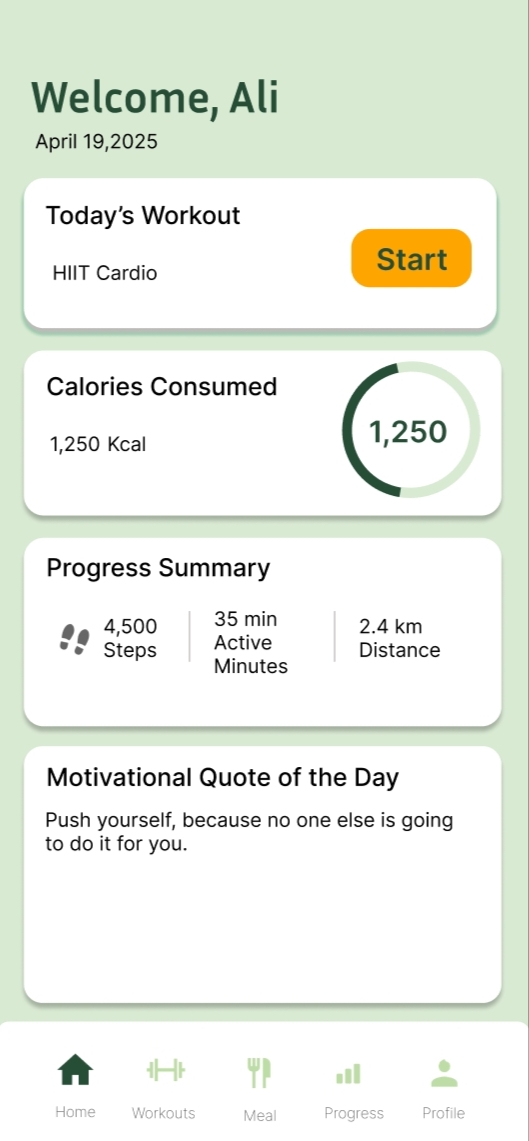 Welcome, Ali
April 19,2025
Today’s Workout
HIIT Cardio
Start
Calories Consumed
1,250 Kcal
1,250
Progress Summary
4,500
Steps
35 min
Active
Minutes
2.4 km
Distance
Motivational Quote of the Day
Push yourself, because no one else is going
to do it for you.
Home
Workouts
Meal
Progress
Profile